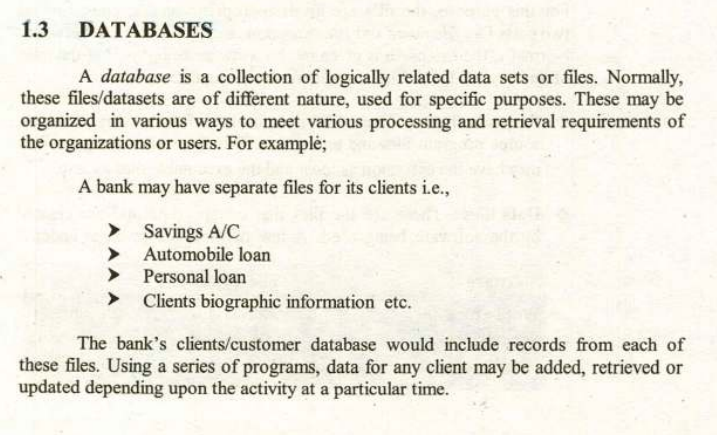 1.3 DATABASES
A database is a collection of logically related data sets or files. Normally,
these files/datasets are of different nature, used for specific purposes. These may be
organized in various ways to meet various processing and retrieval requirements of
the organizations or users. For example;
A bank may have separate files for its clients i.e.,
➤ Savings A/C
➤ Automobile loan
➤ Personal loan
➤ Clients biographic information etc.
The bank's clients/customer database would include records from each of
these files. Using a series of programs, data for any client may be added, retrieved or
updated depending upon the activity at a particular time.